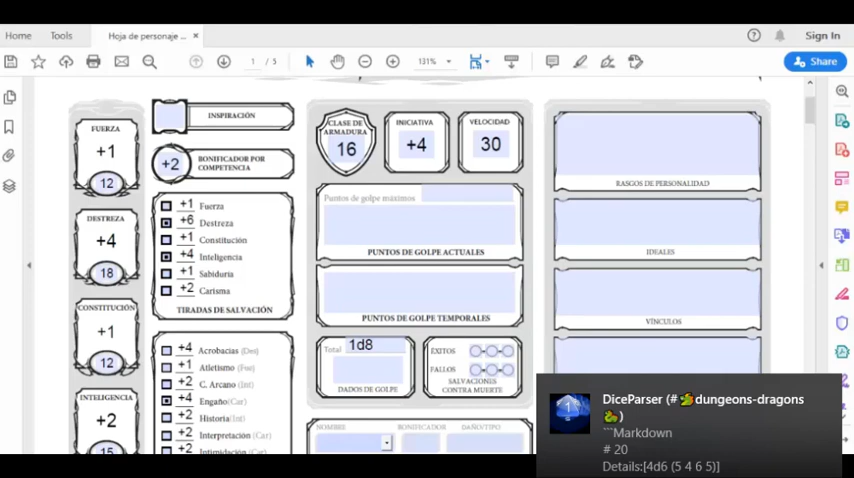 Home Tools Hoja de personaje ... × Sign In
1 / 5 131% Share
FUERZA
+1
12
DESTREZA
+4
18
CONSTITUCIÓN
+1
12
INTELIGENCIA
+2
15
INSPIRACIÓN
+2 BONIFICADOR POR
COMPETENCIA
+1 Fuerza
+6 Destreza
+1 Constitución
+4 Inteligencia
+1 Sabiduría
+2 Carisma
TIRADAS DE SALVACIÓN
+4 Acrobacias (Des)
+1 Atletismo (Fue)
+2 C. Arcano (Int)
+4 Engaño(Car)
+2 Historia(Int)
+2 Interpretación (Car)
+2 Intimidación (Car)
CLASE DE
ARMADURA
16
INICIATIVA
+4
VELOCIDAD
30
Puntos de golpe máximos
PUNTOS DE GOLPE ACTUALES
PUNTOS DE GOLPE TEMPORALES
Total 1d8
DADOS DE GOLPE
ÉXITOS
FALLOS
SALVACIONES
CONTRA MUERTE
NOMBRE BONIFICADOR DAÑO/TIPO
RASGOS DE PERSONALIDAD
IDEALES
VÍNCULOS
DiceParser (#🐉dungeons-dragons
🐉)
```Markdown
# 20
Details:[4d6 (5 4 6 5)]